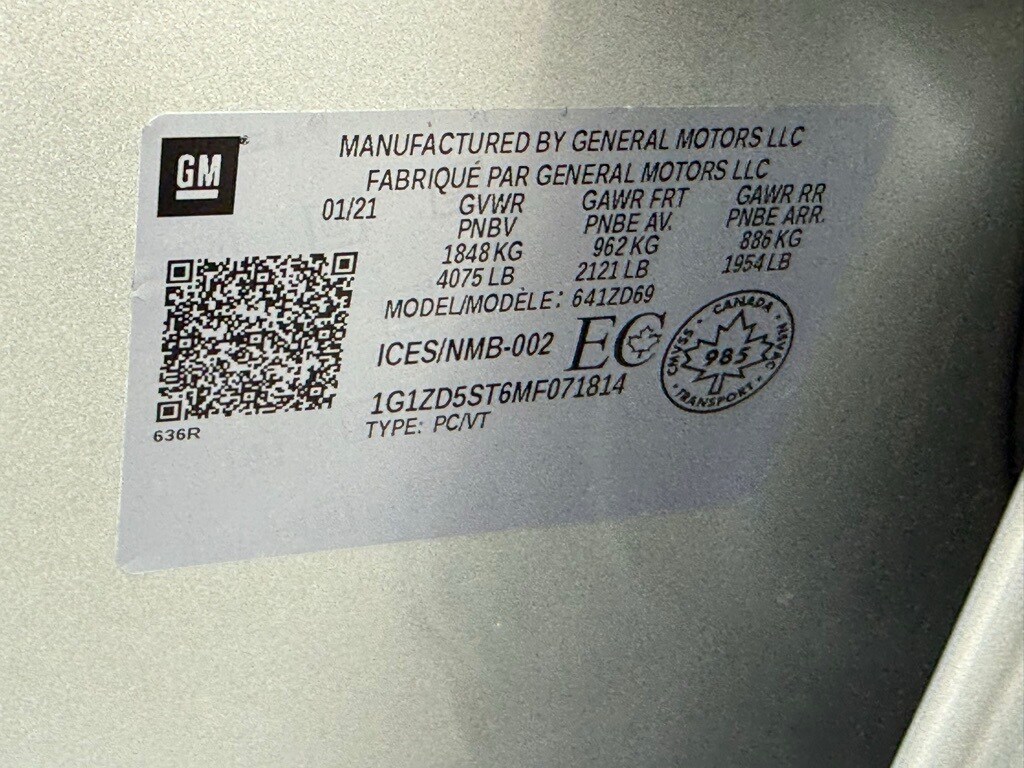 GM®
MANUFACTURED BY GENERAL MOTORS LLC
FABRIQUÉ PAR GENERAL MOTORS LLC
01/21 GVWR GAWR FRT GAWR RR
PNBV PNBE AV. PNBE ARR.
1848 KG 962 KG 886 KG
4075 LB 2121 LB 1954 LB
MODEL/MODÈLE: 641ZD69
ICES/NMB-002 EC
CANADA
CMVSS 985 NSVAC
TRANSPORT
1G1ZD5ST6MF071814
TYPE: PC/VT
636R